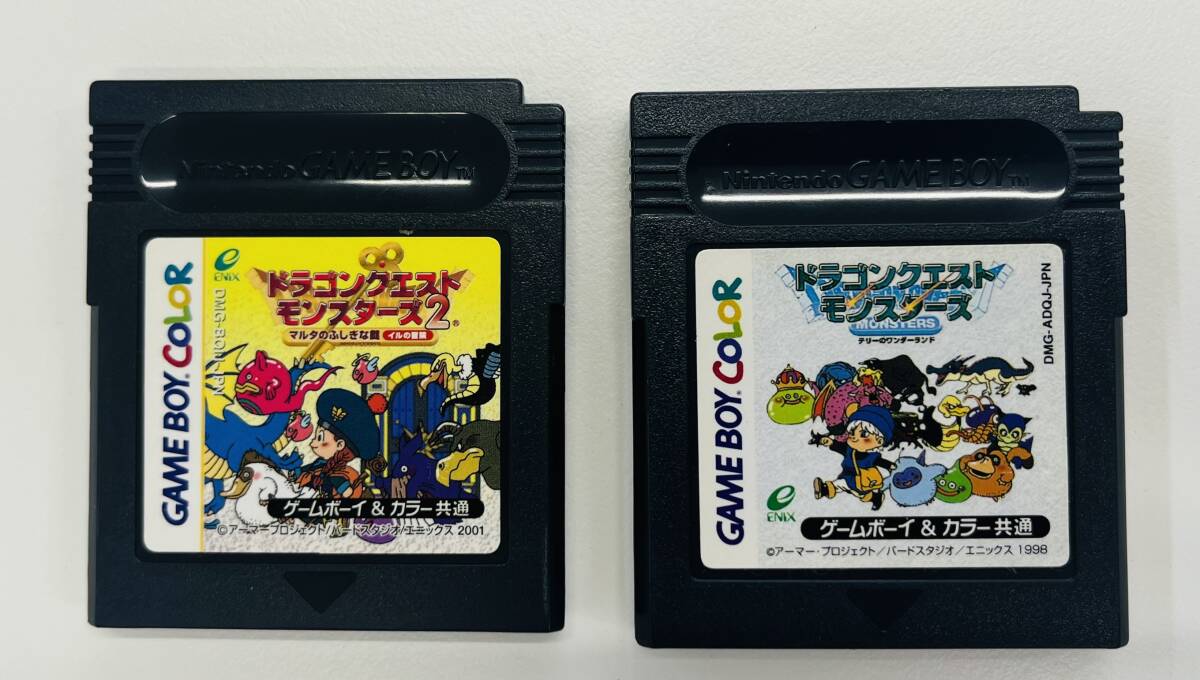 Nintendo GAME BOY TM
GAME BOY COLOR
ENIX
ドラゴンクエスト
モンスターズ2
マルタのふしぎな鍵 イルの冒険
ゲームボーイ & カラー共通
©アーマープロジェクト/バードスタジオ/エニックス 2001
Nintendo GAME BOY TM
GAME BOY COLOR
ドラゴンクエスト
モンスターズ
MONSTERS
テリーのワンダーランド
DMG-ADQJ-JPN
ENIX
ゲームボーイ & カラー共通
©アーマー・プロジェクト/バードスタジオ/エニックス 1998